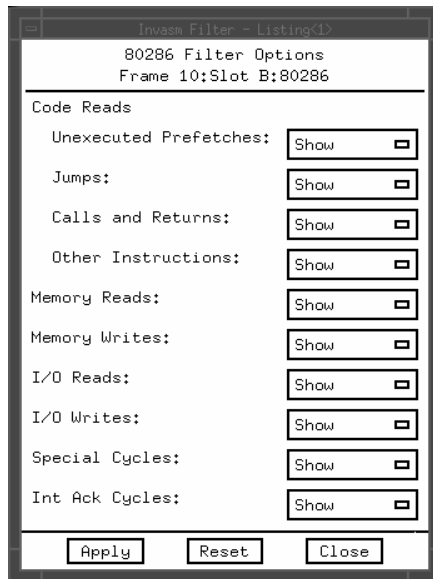 Invasm Filter - Listing<1>
80286 Filter Options
Frame 10:Slot B:80286
Code Reads
Unexecuted Prefetches: Show
Jumps: Show
Calls and Returns: Show
Other Instructions: Show
Memory Reads: Show
Memory Writes: Show
I/O Reads: Show
I/O Writes: Show
Special Cycles: Show
Int Ack Cycles: Show
Apply Reset Close